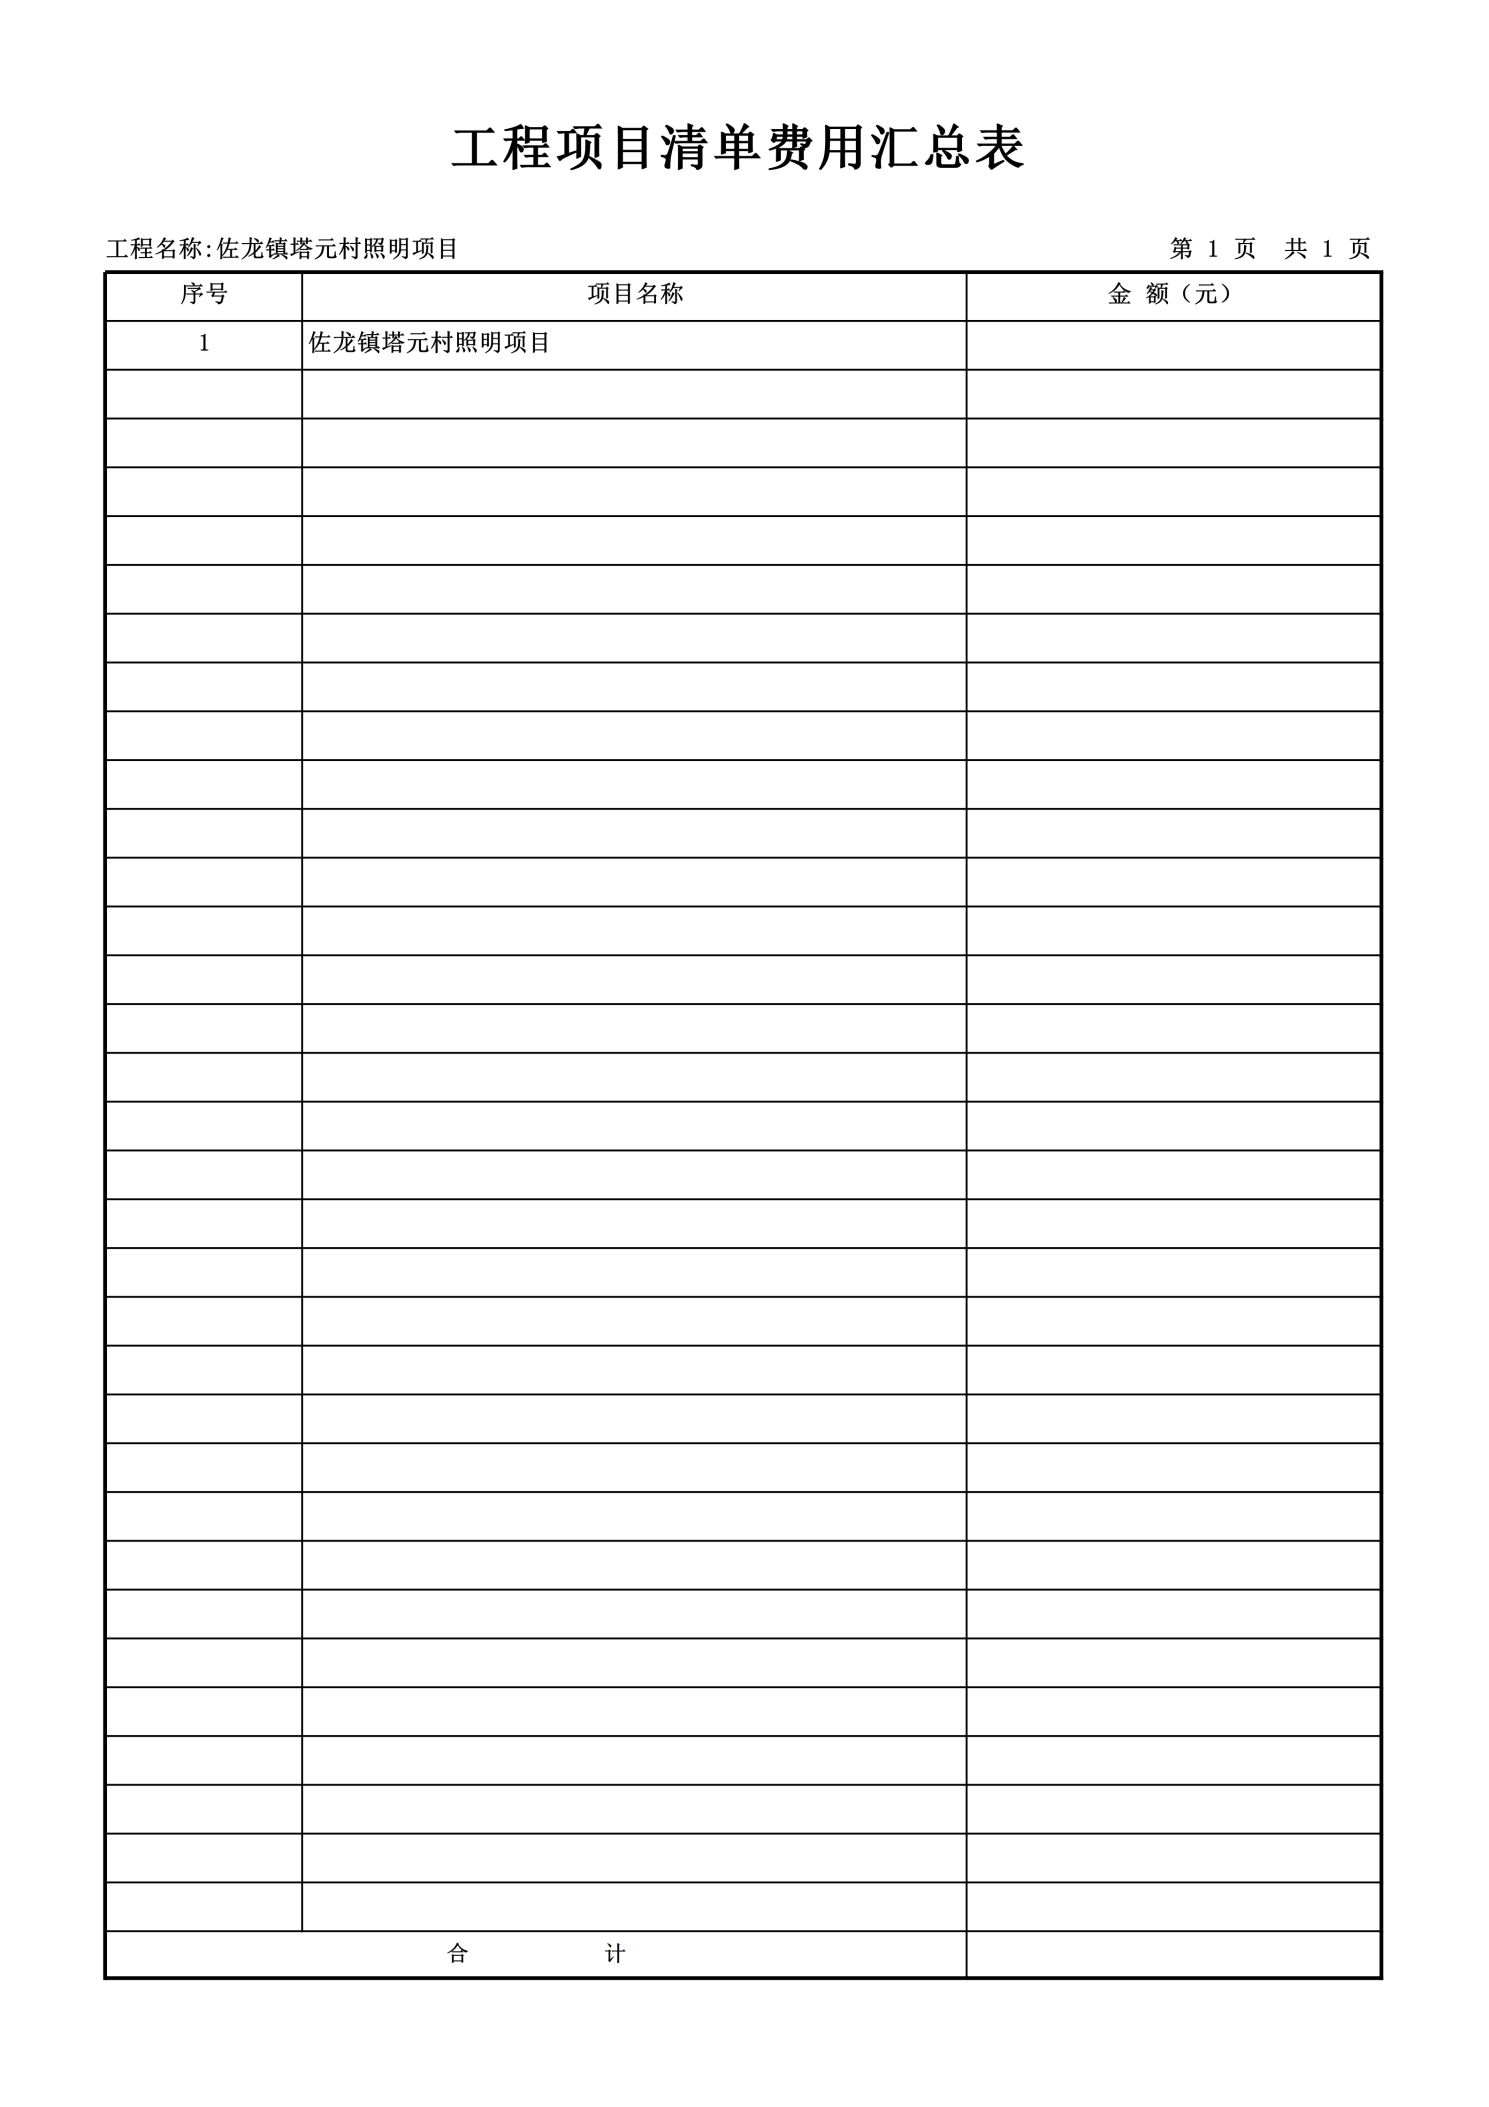 工程项目清单费用汇总表
工程名称:佐龙镇塔元村照明项目 第 1 页 共 1 页
序号 项目名称 金 额（元）
1 佐龙镇塔元村照明项目
合 计